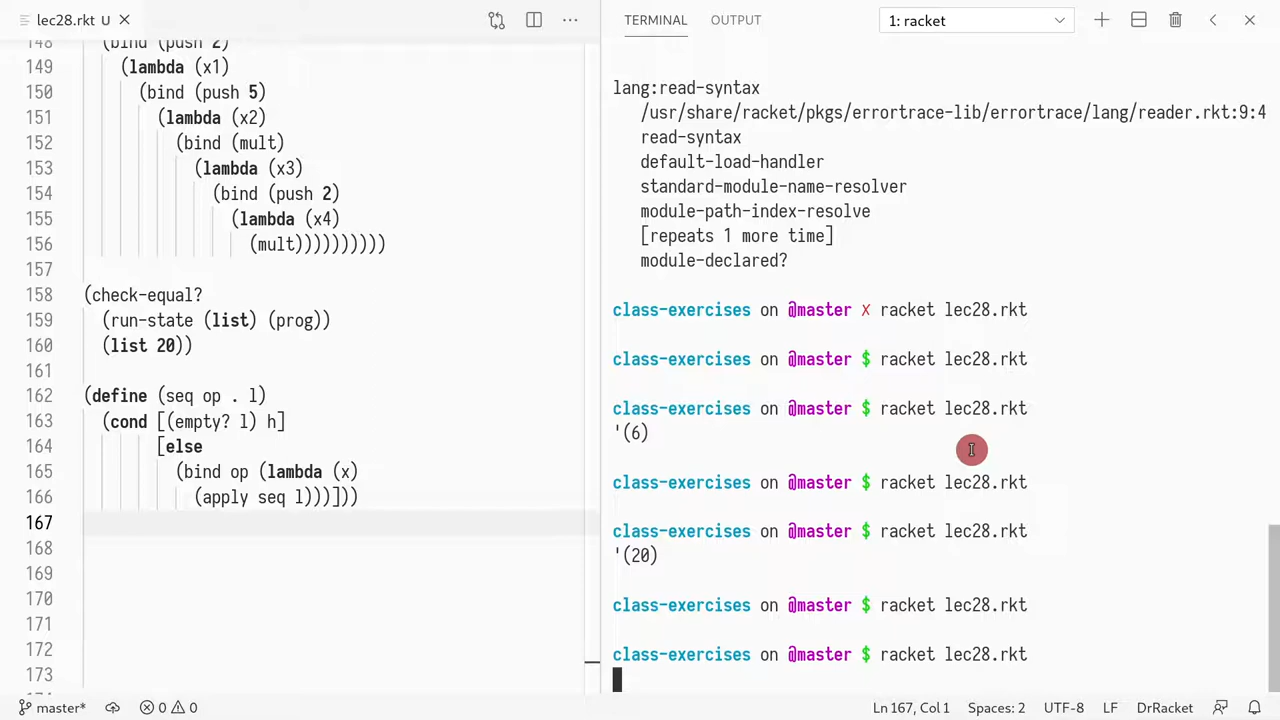 lec28.rkt U
TERMINAL OUTPUT 1: racket
148 (bind (push 2)
149 (lambda (x1)
150 (bind (push 5)
151 (lambda (x2)
152 (bind (mult)
153 (lambda (x3)
154 (bind (push 2)
155 (lambda (x4)
156 (mult))))))))))
157
158 (check-equal?
159 (run-state (list) (prog))
160 (list 20))
161
162 (define (seq op . l)
163 (cond [(empty? l) h]
164 [else
165 (bind op (lambda (x)
166 (apply seq l)))]))
167
168
169
170
171
172
173
lang:read-syntax
/usr/share/racket/pkgs/errortrace-lib/errortrace/lang/reader.rkt:9:4
read-syntax
default-load-handler
standard-module-name-resolver
module-path-index-resolve
[repeats 1 more time]
module-declared?
class-exercises on @master X racket lec28.rkt
class-exercises on @master $ racket lec28.rkt
class-exercises on @master $ racket lec28.rkt
'(6)
class-exercises on @master $ racket lec28.rkt
class-exercises on @master $ racket lec28.rkt
'(20)
class-exercises on @master $ racket lec28.rkt
class-exercises on @master $ racket lec28.rkt
master* 0 0 Ln 167, Col 1 Spaces: 2 UTF-8 LF DrRacket